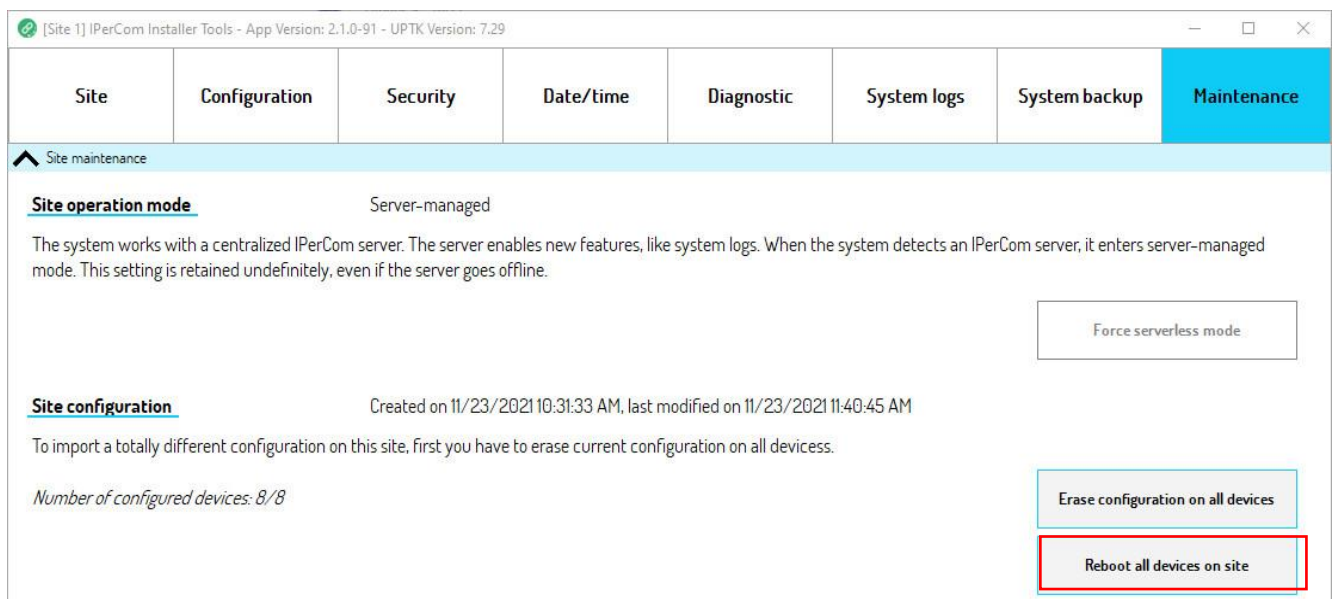 [Site 1] IPerCom Installer Tools - App Version: 2.1.0-91 - UPTK Version: 7.29
Site
Configuration
Security
Date/time
Diagnostic
System logs
System backup
Maintenance
Site maintenance
Site operation mode
Server-managed
The system works with a centralized IPerCom server. The server enables new features, like system logs. When the system detects an IPerCom server, it enters server-managed
mode. This setting is retained undefinitely, even if the server goes offline.
Force serverless mode
Site configuration
Created on 11/23/2021 10:31:33 AM, last modified on 11/23/2021 11:40:45 AM
To import a totally different configuration on this site, first you have to erase current configuration on all devicess.
Number of configured devices: 8/8
Erase configuration on all devices
Reboot all devices on site